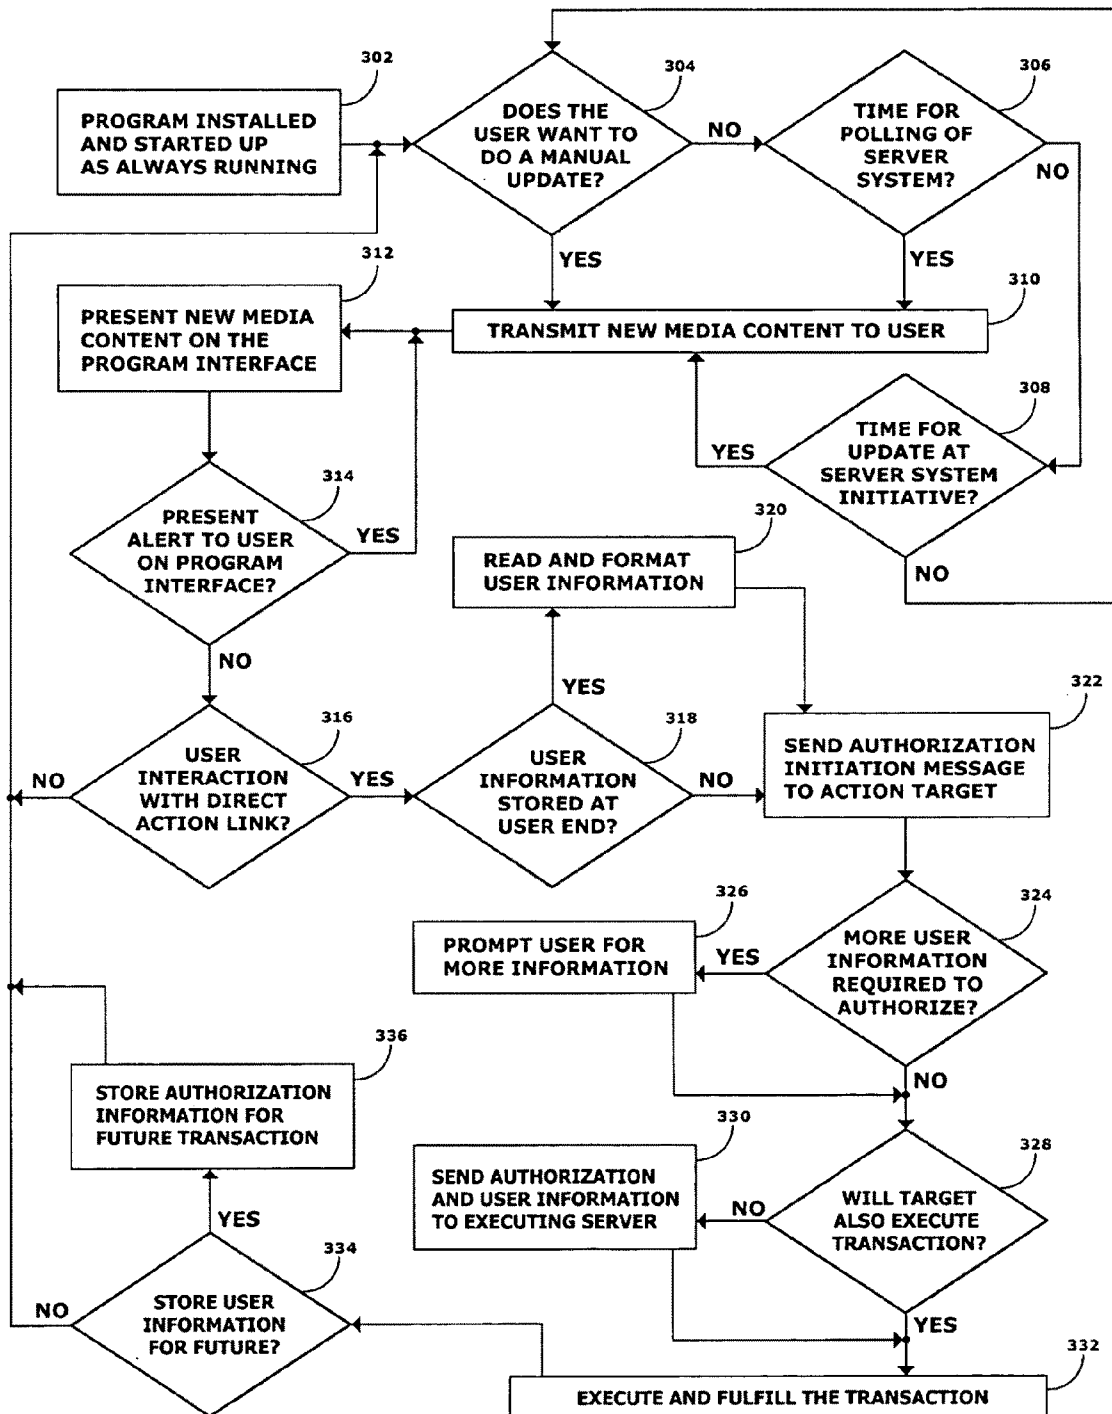 302
PROGRAM INSTALLED
AND STARTED UP
AS ALWAYS RUNNING
304
DOES THE
USER WANT TO
DO A MANUAL
UPDATE?
NO
YES
306
TIME FOR
POLLING OF
SERVER
SYSTEM?
NO
YES
312
PRESENT NEW MEDIA
CONTENT ON THE
PROGRAM INTERFACE
310
TRANSMIT NEW MEDIA CONTENT TO USER
308
TIME FOR
UPDATE AT
SERVER SYSTEM
INITIATIVE?
YES
NO
314
PRESENT
ALERT TO USER
ON PROGRAM
INTERFACE?
YES
NO
320
READ AND FORMAT
USER INFORMATION
316
USER
INTERACTION
WITH DIRECT
ACTION LINK?
NO
YES
318
USER
INFORMATION
STORED AT
USER END?
YES
NO
322
SEND AUTHORIZATION
INITIATION MESSAGE
TO ACTION TARGET
324
MORE USER
INFORMATION
REQUIRED TO
AUTHORIZE?
YES
NO
326
PROMPT USER FOR
MORE INFORMATION
328
WILL TARGET
ALSO EXECUTE
TRANSACTION?
NO
YES
330
SEND AUTHORIZATION
AND USER INFORMATION
TO EXECUTING SERVER
336
STORE AUTHORIZATION
INFORMATION FOR
FUTURE TRANSACTION
334
STORE USER
INFORMATION
FOR FUTURE?
YES
NO
332
EXECUTE AND FULFILL THE TRANSACTION